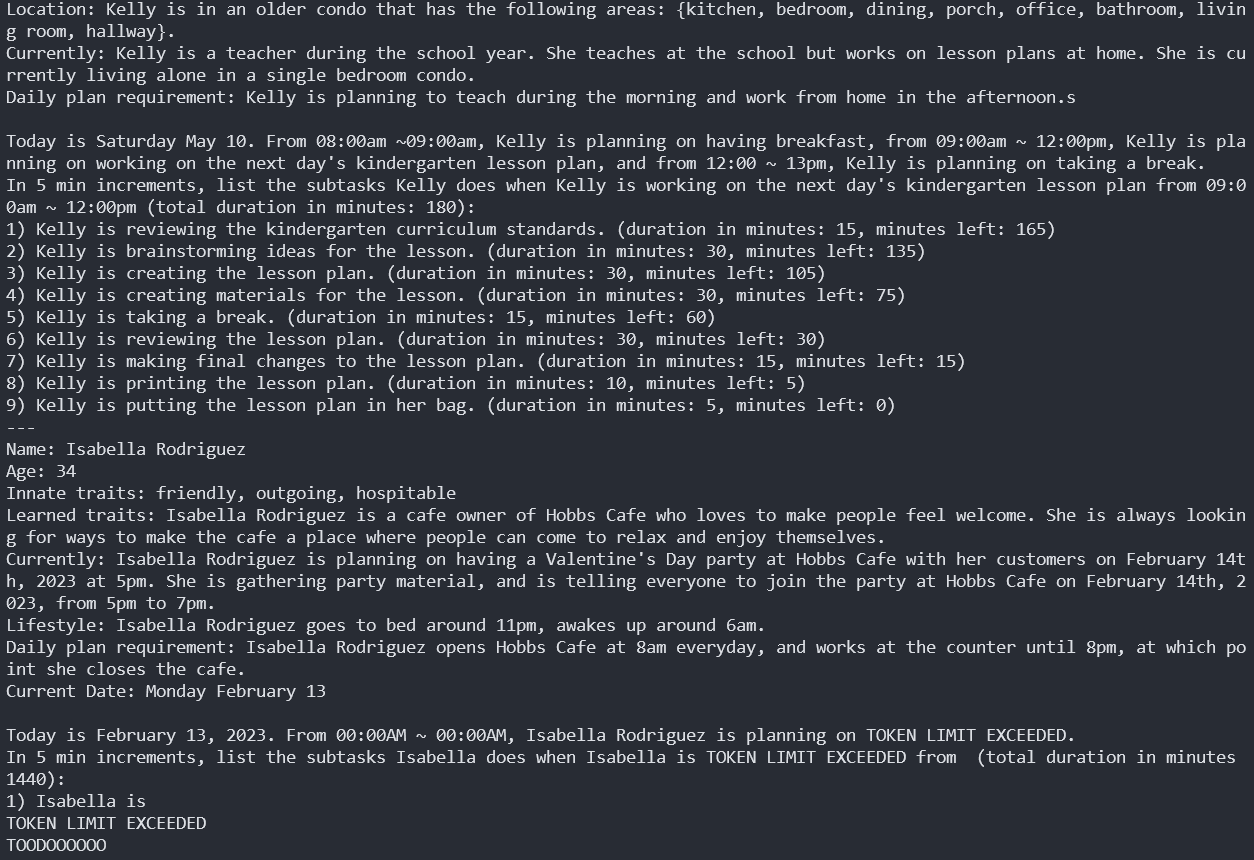 Location: Kelly is in an older condo that has the following areas: {kitchen, bedroom, dining, porch, office, bathroom, livin
g room, hallway}.
Currently: Kelly is a teacher during the school year. She teaches at the school but works on lesson plans at home. She is cu
rrently living alone in a single bedroom condo.
Daily plan requirement: Kelly is planning to teach during the morning and work from home in the afternoon.s

Today is Saturday May 10. From 08:00am ~09:00am, Kelly is planning on having breakfast, from 09:00am ~ 12:00pm, Kelly is pla
nning on working on the next day's kindergarten lesson plan, and from 12:00 ~ 13pm, Kelly is planning on taking a break.
In 5 min increments, list the subtasks Kelly does when Kelly is working on the next day's kindergarten lesson plan from 09:0
0am ~ 12:00pm (total duration in minutes: 180):
1) Kelly is reviewing the kindergarten curriculum standards. (duration in minutes: 15, minutes left: 165)
2) Kelly is brainstorming ideas for the lesson. (duration in minutes: 30, minutes left: 135)
3) Kelly is creating the lesson plan. (duration in minutes: 30, minutes left: 105)
4) Kelly is creating materials for the lesson. (duration in minutes: 30, minutes left: 75)
5) Kelly is taking a break. (duration in minutes: 15, minutes left: 60)
6) Kelly is reviewing the lesson plan. (duration in minutes: 30, minutes left: 30)
7) Kelly is making final changes to the lesson plan. (duration in minutes: 15, minutes left: 15)
8) Kelly is printing the lesson plan. (duration in minutes: 10, minutes left: 5)
9) Kelly is putting the lesson plan in her bag. (duration in minutes: 5, minutes left: 0)
---
Name: Isabella Rodriguez
Age: 34
Innate traits: friendly, outgoing, hospitable
Learned traits: Isabella Rodriguez is a cafe owner of Hobbs Cafe who loves to make people feel welcome. She is always lookin
g for ways to make the cafe a place where people can come to relax and enjoy themselves.
Currently: Isabella Rodriguez is planning on having a Valentine's Day party at Hobbs Cafe with her customers on February 14t
h, 2023 at 5pm. She is gathering party material, and is telling everyone to join the party at Hobbs Cafe on February 14th, 2
023, from 5pm to 7pm.
Lifestyle: Isabella Rodriguez goes to bed around 11pm, awakes up around 6am.
Daily plan requirement: Isabella Rodriguez opens Hobbs Cafe at 8am everyday, and works at the counter until 8pm, at which po
int she closes the cafe.
Current Date: Monday February 13

Today is February 13, 2023. From 00:00AM ~ 00:00AM, Isabella Rodriguez is planning on TOKEN LIMIT EXCEEDED.
In 5 min increments, list the subtasks Isabella does when Isabella is TOKEN LIMIT EXCEEDED from  (total duration in minutes
1440):
1) Isabella is
TOKEN LIMIT EXCEEDED
TOODOOOOOO